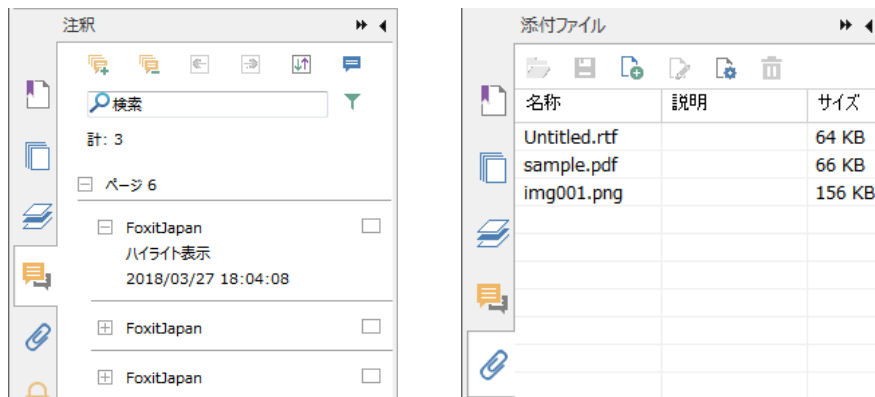 注釈
検索
計: 3
ページ 6
FoxitJapan
ハイライト表示
2018/03/27 18:04:08
FoxitJapan
FoxitJapan
添付ファイル
名称 説明 サイズ
Untitled.rtf 64 KB
sample.pdf 66 KB
img001.png 156 KB